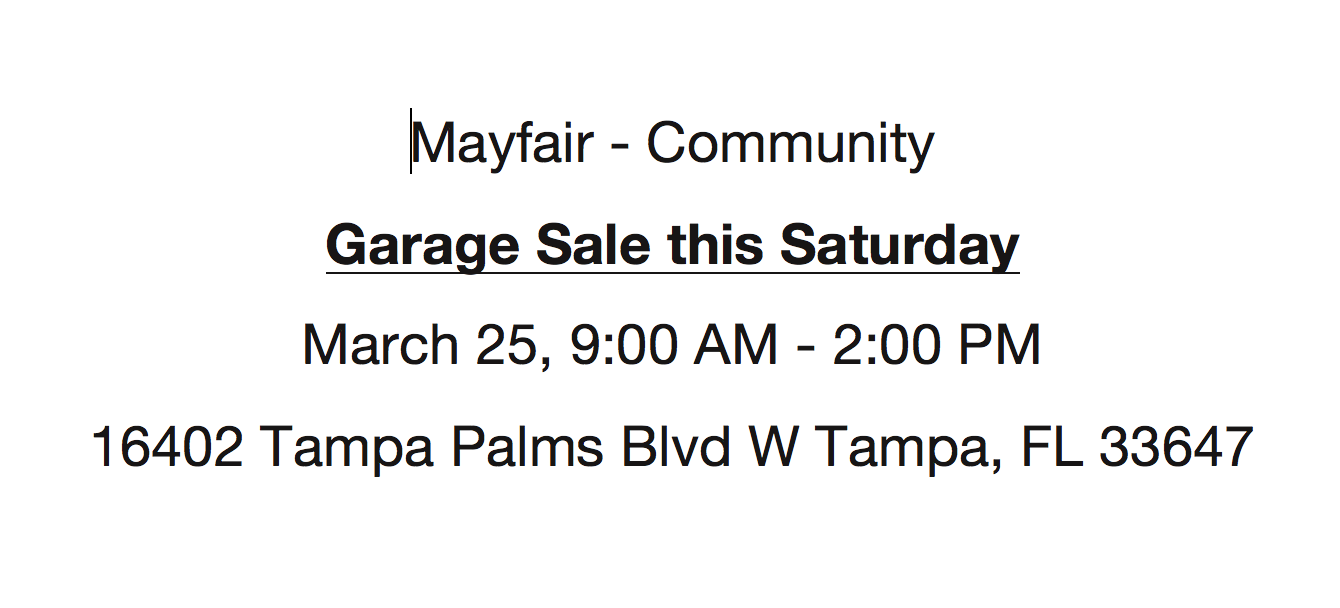 Mayfair - Community
Garage Sale this Saturday
March 25, 9:00 AM - 2:00 PM
16402 Tampa Palms Blvd W Tampa, FL 33647